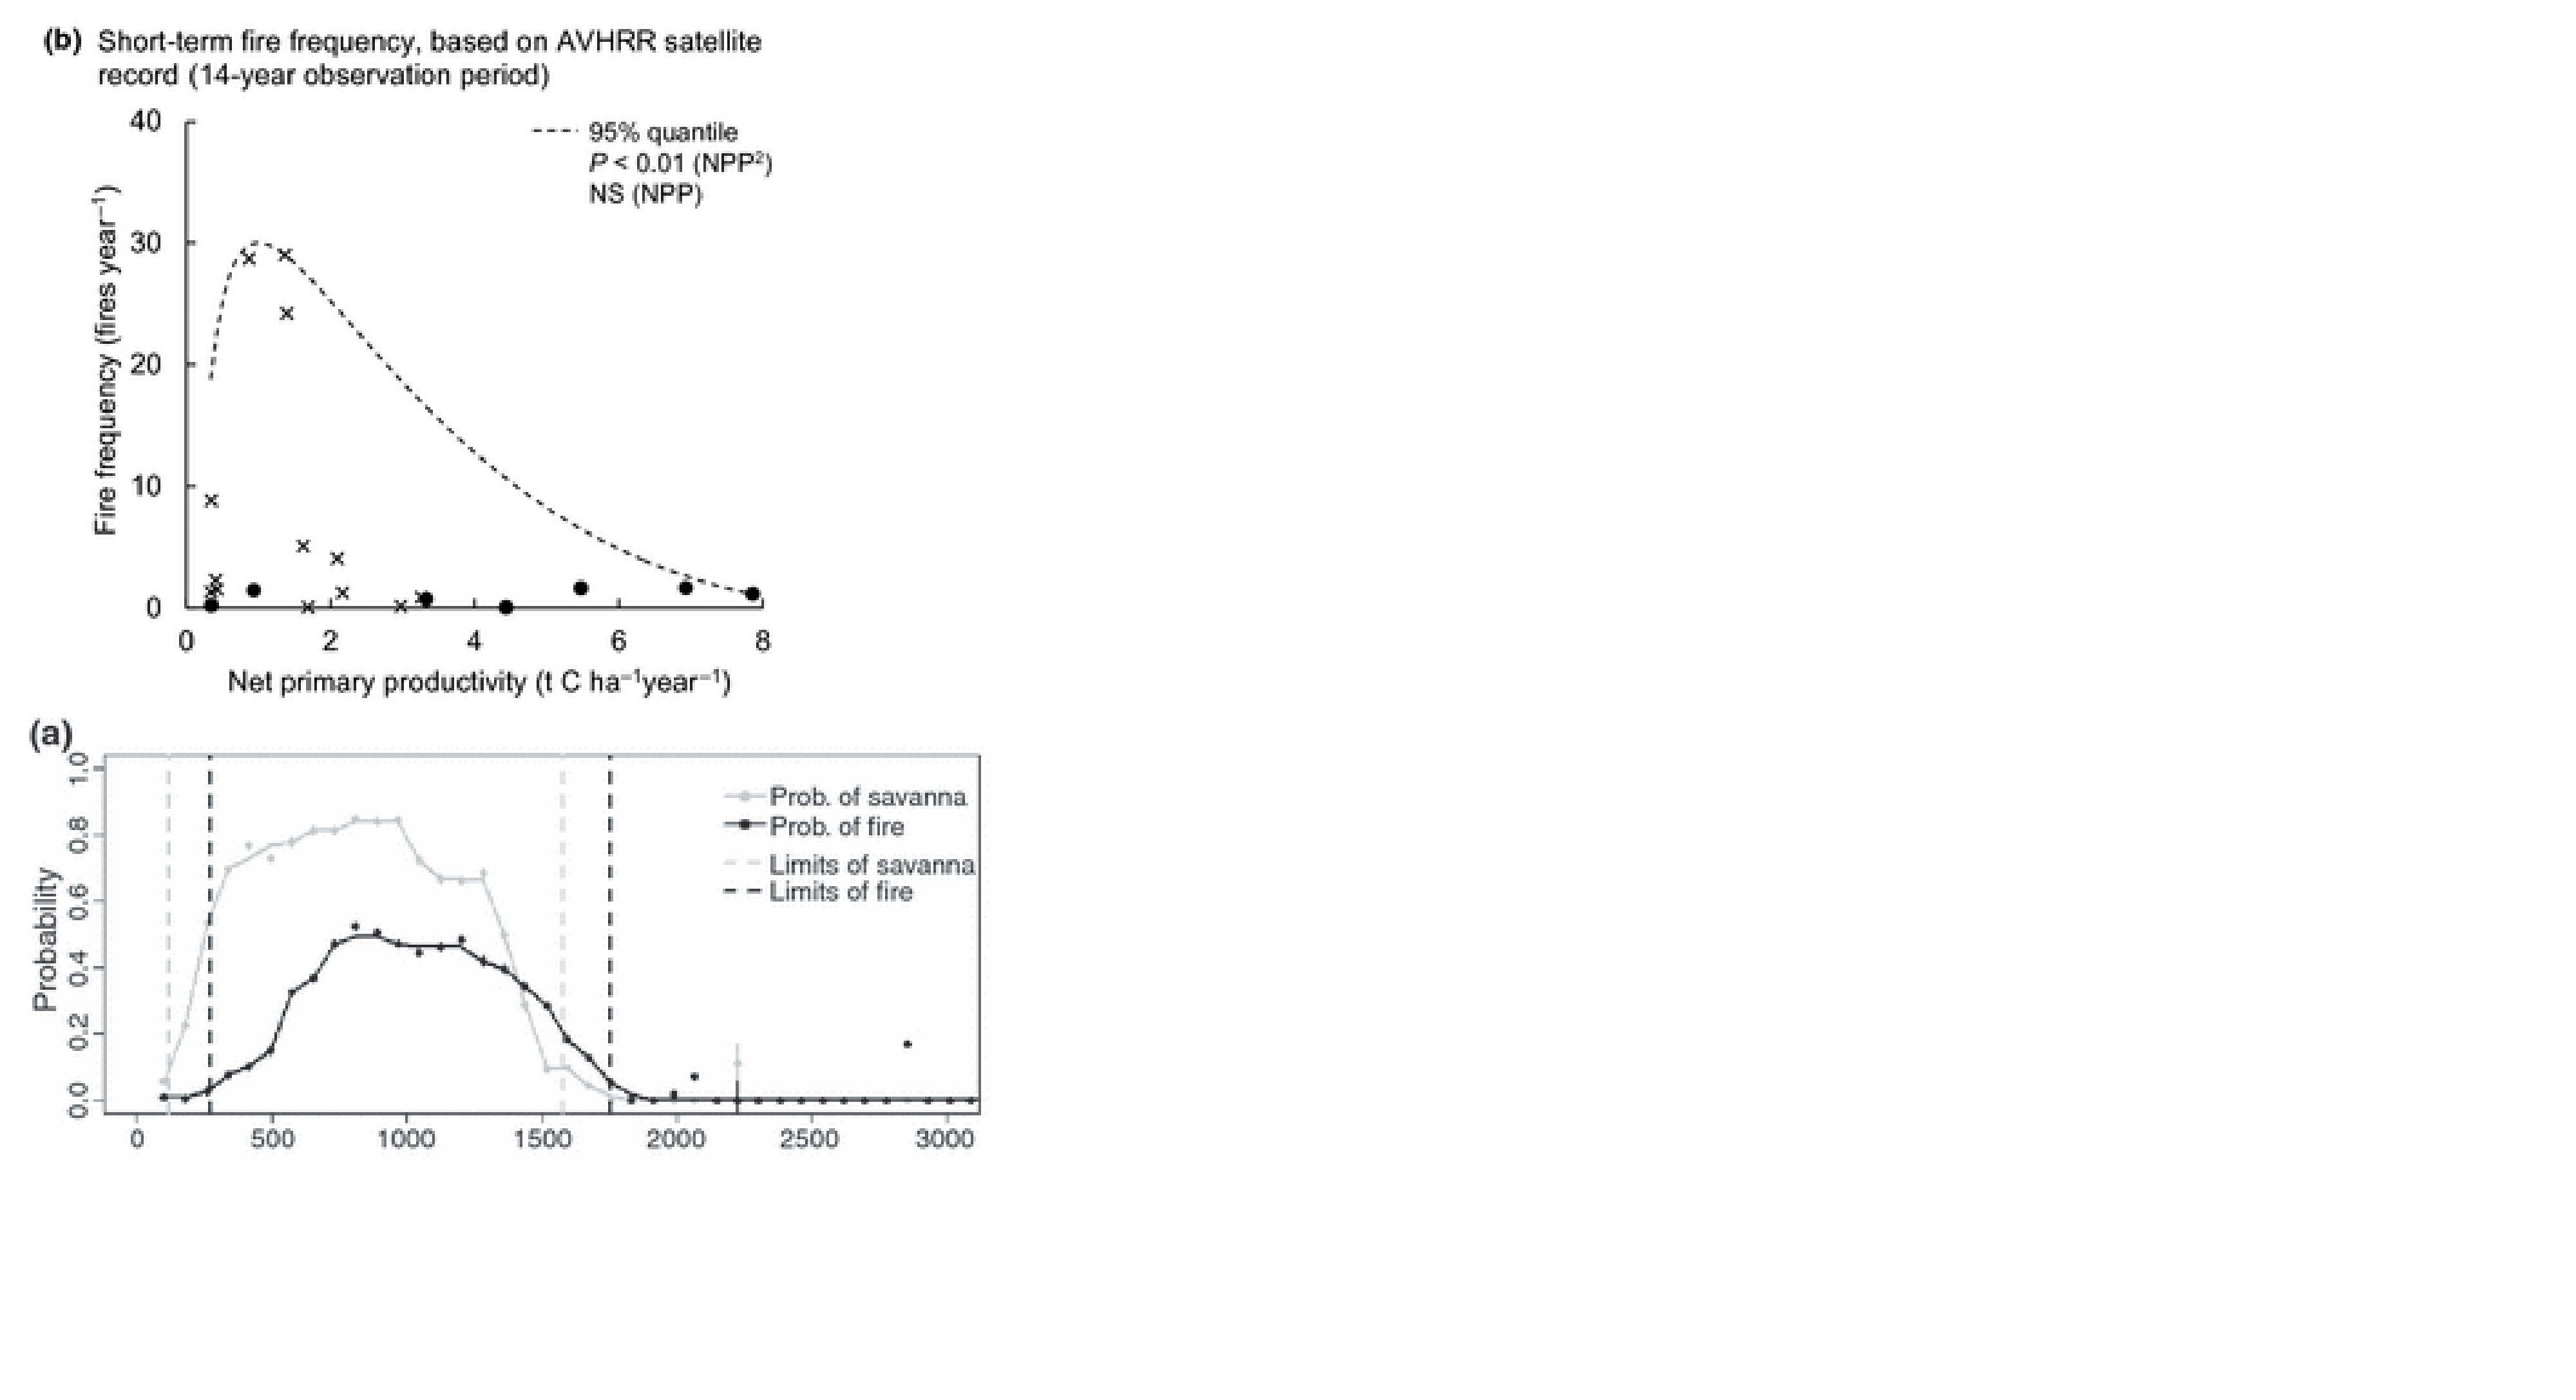 (b) Short-term fire frequency, based on AVHRR satellite
record (14-year observation period)
40
30
20
10
0
Fire frequency (fires year⁻¹)
95% quantile
P < 0.01 (NPP²)
NS (NPP)
0 2 4 6 8
Net primary productivity (t C ha⁻¹year⁻¹)
(a)
1.0
0.8
0.6
0.4
0.2
0.0
Probability
Prob. of savanna
Prob. of fire
Limits of savanna
Limits of fire
0 500 1000 1500 2000 2500 3000